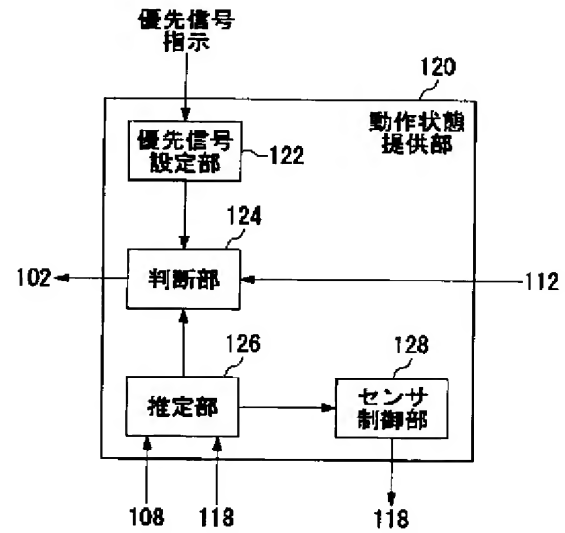 優先信号
指示
120
動作状態
提供部
優先信号
設定部
122
124
判断部
102
112
126
推定部
128
センサ
制御部
108
118
118